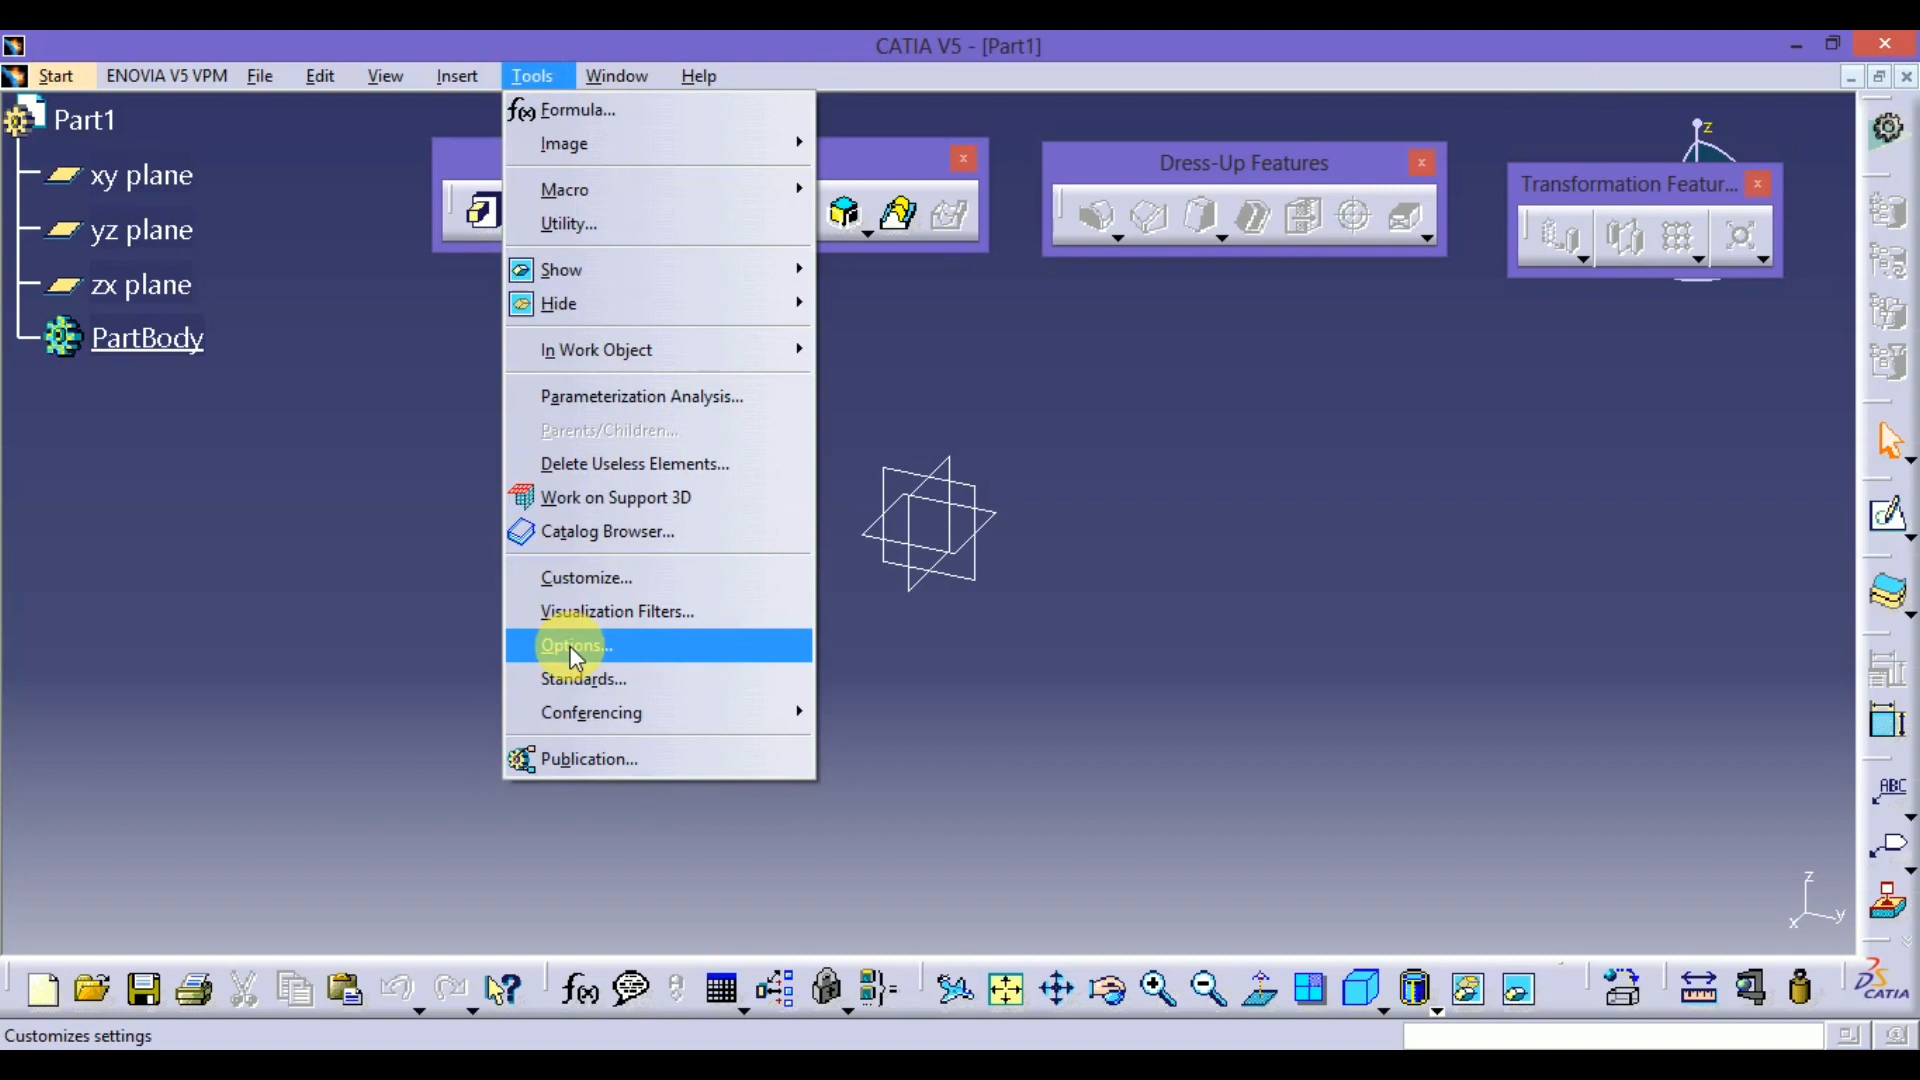 CATIA V5 - [Part1]
Start ENOVIA V5 VPM File Edit View Insert Tools Window Help
Part1
xy plane
yz plane
zx plane
PartBody
f(x) Formula...
Image
Macro
Utility...
Show
Hide
In Work Object
Parameterization Analysis...
Parents/Children...
Delete Useless Elements...
Work on Support 3D
Catalog Browser...
Customize...
Visualization Filters...
Options...
Standards...
Conferencing
Publication...
Dress-Up Features
Transformation Featur...
z
ABC
z
x
y
f(x)
DS CATIA
Customizes settings